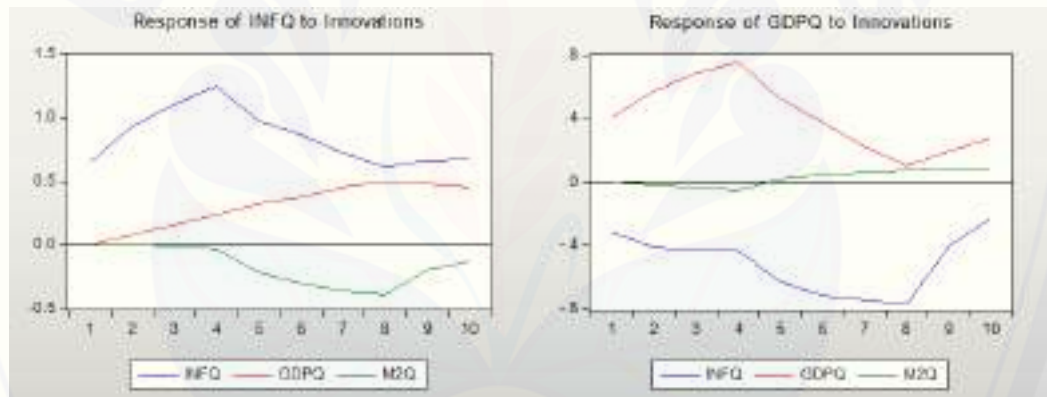 Response of INFQ to Innovations
1.5
1.0
0.5
0.0
-0.5
1 2 3 4 5 6 7 8 9 10
INFQ GDPQ M2Q
Response of GDPQ to Innovations
8
4
0
-4
-8
1 2 3 4 5 6 7 8 9 10
INFQ GDPQ M2Q